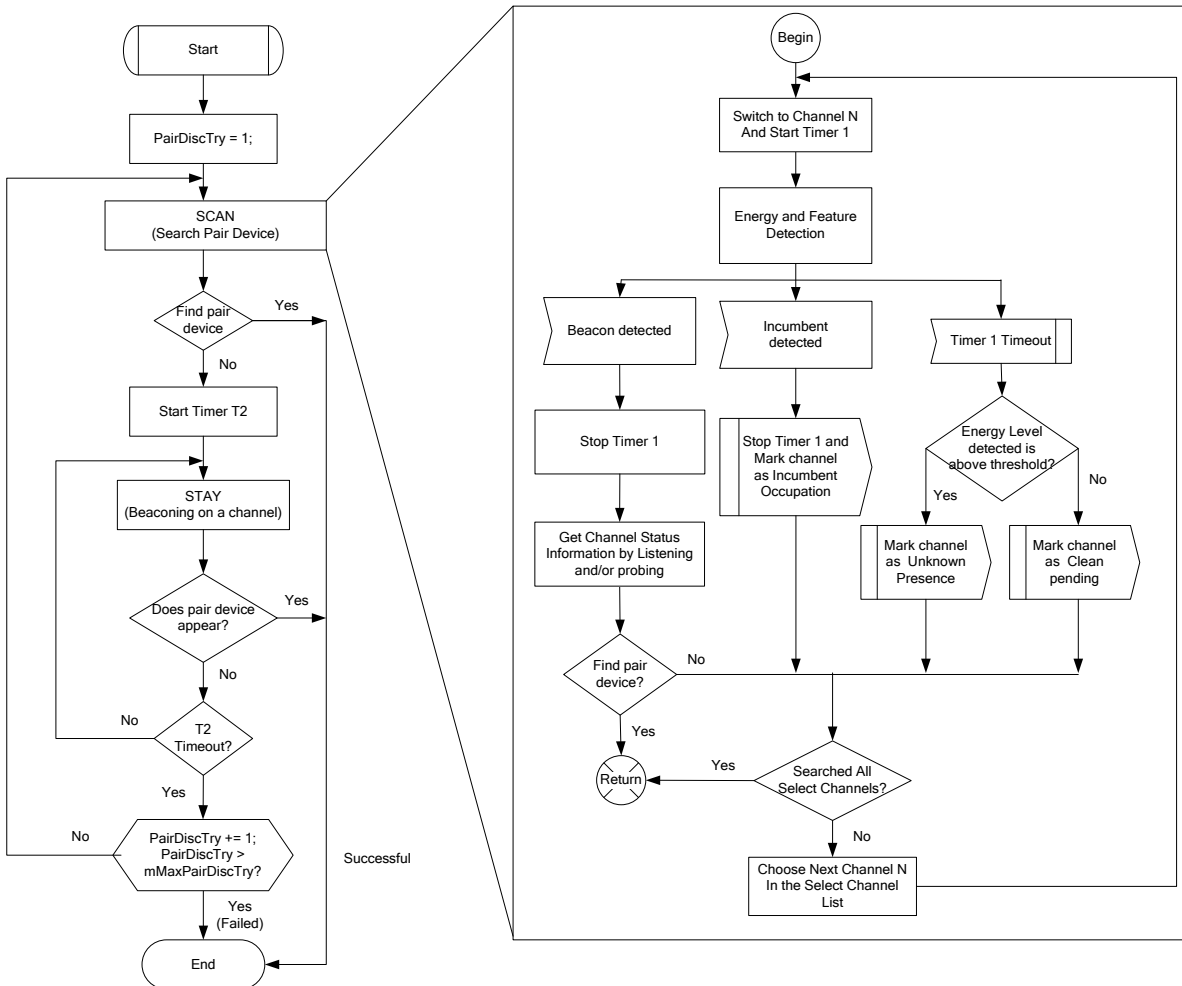 Start
PairDiscTry = 1;
SCAN
(Search Pair Device)
Find pair
device
Yes
No
Start Timer T2
STAY
(Beaconing on a channel)
Does pair device
appear?
Yes
No
T2
Timeout?
No
Yes
PairDiscTry += 1;
PairDiscTry >
mMaxPairDiscTry?
No
Yes
(Failed)
Successful
End
Begin
Switch to Channel N
And Start Timer 1
Energy and Feature
Detection
Beacon detected
Incumbent
detected
Timer 1 Timeout
Stop Timer 1
Stop Timer 1 and
Mark channel
as Incumbent
Occupation
Energy Level
detected is
above threshold?
Yes
No
Get Channel Status
Information by Listening
and/or probing
Mark channel
as Unknown
Presence
Mark channel
as Clean
pending
Find pair
device?
No
Yes
Return
Yes
Searched All
Select Channels?
No
Choose Next Channel N
In the Select Channel
List